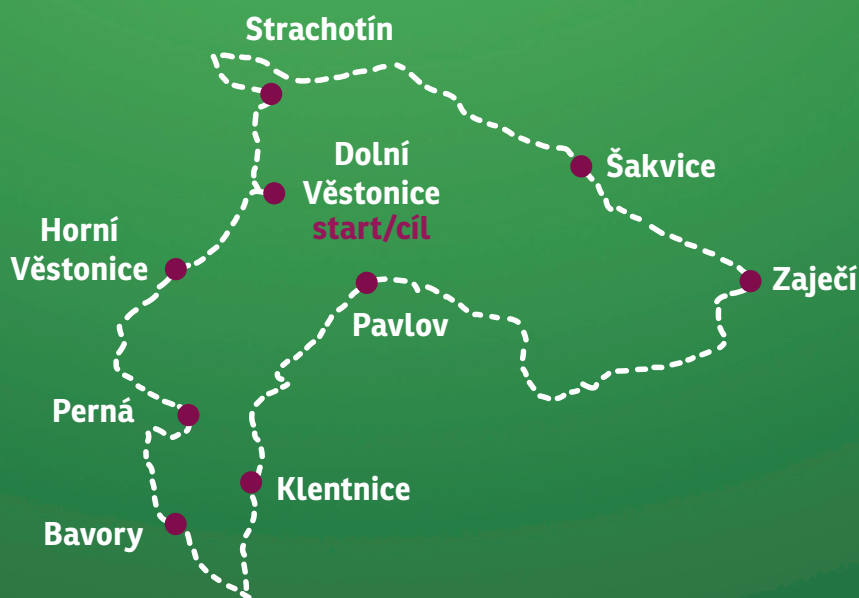 Strachotín
Dolní
Věstonice
start/cíl
Šakvice
Horní
Věstonice
Zaječí
Pavlov
Perná
Klentnice
Bavory